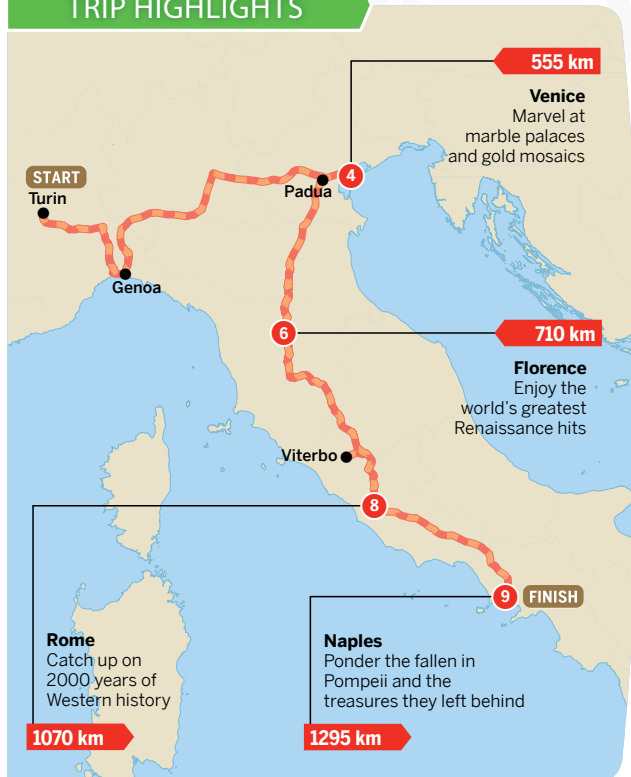 TRIP HIGHLIGHTS
555 km
Venice
Marvel at
marble palaces
and gold mosaics
4
START
Turin
Padua
Genoa
6
710 km
Florence
Enjoy the
world's greatest
Renaissance hits
Viterbo
8
9
FINISH
Rome
Catch up on
2000 years of
Western history
1070 km
Naples
Ponder the fallen in
Pompeii and the
treasures they left behind
1295 km